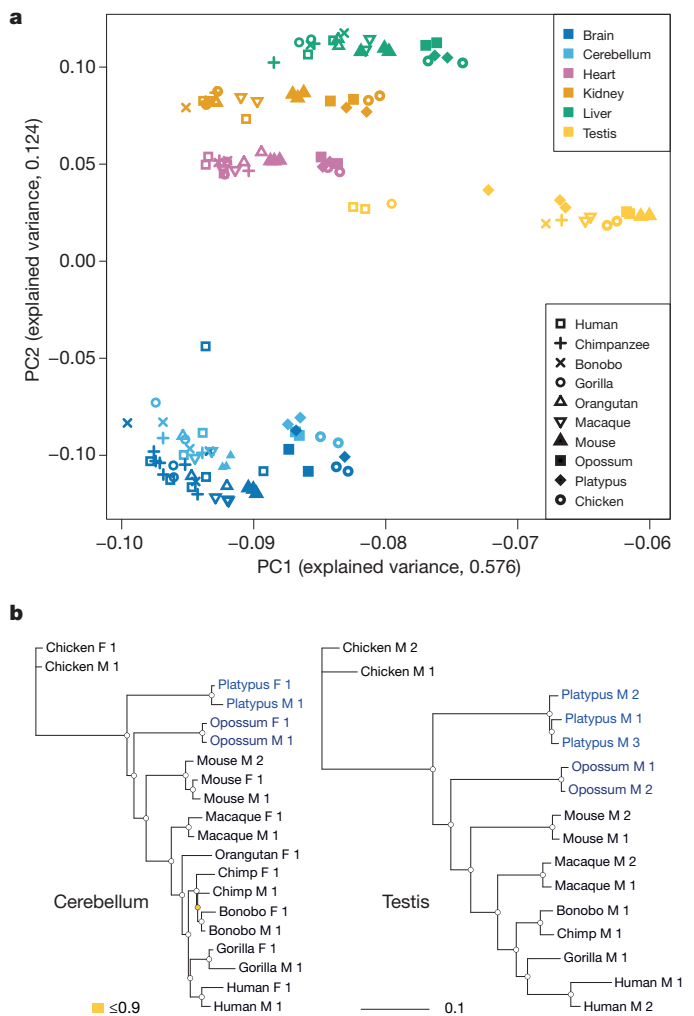 a
0.10
0.05
0.00
−0.05
−0.10
PC2 (explained variance, 0.124)
−0.10
−0.09
−0.08
−0.07
−0.06
PC1 (explained variance, 0.576)
Brain
Cerebellum
Heart
Kidney
Liver
Testis
Human
Chimpanzee
Bonobo
Gorilla
Orangutan
Macaque
Mouse
Opossum
Platypus
Chicken
b
Chicken F 1
Chicken M 1
Platypus F 1
Platypus M 1
Opossum F 1
Opossum M 1
Mouse M 2
Mouse F 1
Mouse M 1
Macaque F 1
Macaque M 1
Orangutan F 1
Chimp F 1
Chimp M 1
Bonobo F 1
Bonobo M 1
Gorilla F 1
Gorilla M 1
Human F 1
Human M 1
Cerebellum
≤0.9
Chicken M 2
Chicken M 1
Platypus M 2
Platypus M 1
Platypus M 3
Opossum M 1
Opossum M 2
Mouse M 2
Mouse M 1
Macaque M 2
Macaque M 1
Bonobo M 1
Chimp M 1
Gorilla M 1
Human M 1
Human M 2
Testis
0.1